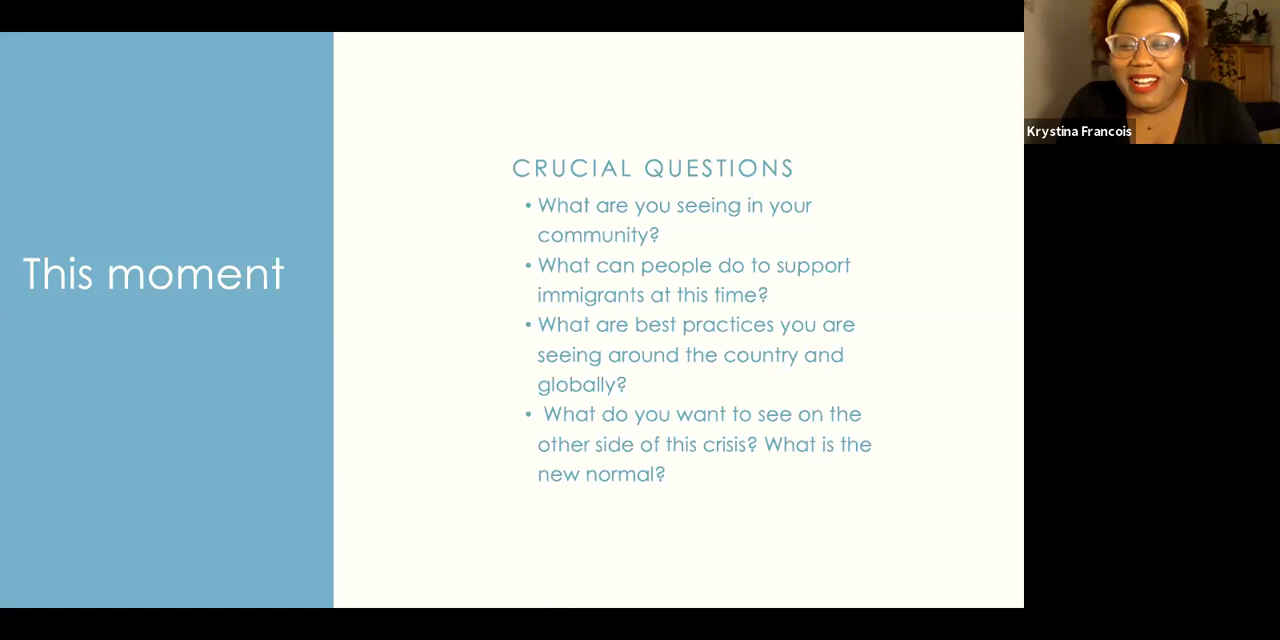 This moment
CRUCIAL QUESTIONS
• What are you seeing in your
community?
• What can people do to support
immigrants at this time?
• What are best practices you are
seeing around the country and
globally?
• What do you want to see on the
other side of this crisis? What is the
new normal?
Krystina Francois